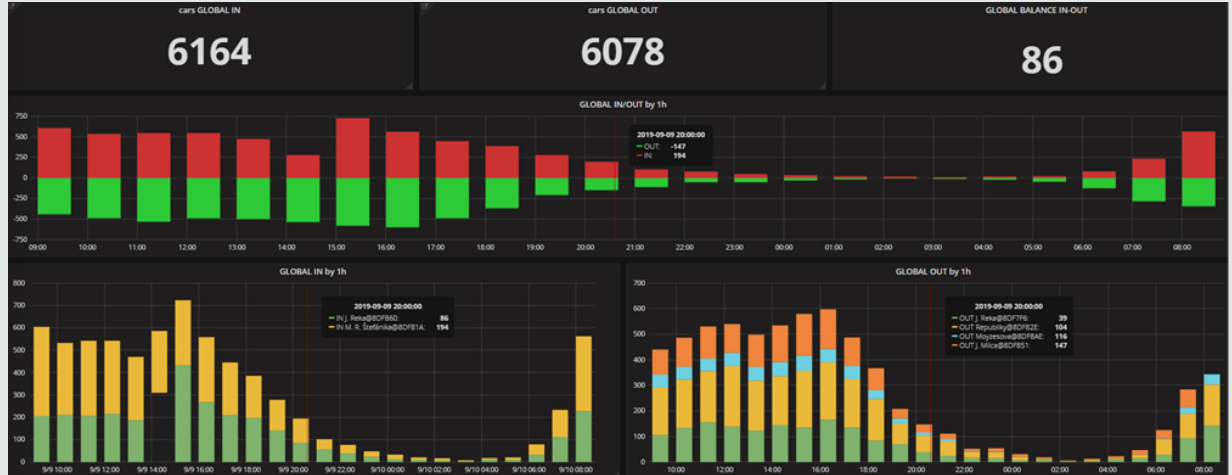 cars GLOBAL IN
cars GLOBAL OUT
GLOBAL BALANCE IN-OUT
6164
6078
86
GLOBAL IN/OUT by 1h
750
500
250
0
-250
-500
-750
2019-09-09 20:00:00
OUT: -147
IN: 194
09:00 10:00 11:00 12:00 13:00 14:00 15:00 16:00 17:00 18:00 19:00 20:00 21:00 22:00 23:00 00:00 01:00 02:00 03:00 04:00 05:00 06:00 07:00 08:00
GLOBAL IN by 1h
800
700
600
500
400
300
200
100
0
2019-09-09 20:00:00
IN J. Reka@8DF860: 86
IN M. R. Štefánika@8DF81A: 194
9/9 10:00 9/9 12:00 9/9 14:00 9/9 16:00 9/9 18:00 9/9 20:00 9/9 22:00 9/10 00:00 9/10 02:00 9/10 04:00 9/10 06:00 9/10 08:00
GLOBAL OUT by 1h
700
600
500
400
300
200
100
0
2019-09-09 20:00:00
OUT J. Reka@8DF7F6: 39
OUT Republiky@8DF82E: 104
OUT Moyzesova@8DF8AE: 116
OUT J. Milca@8DF851: 147
10:00 12:00 14:00 16:00 18:00 20:00 22:00 00:00 02:00 04:00 06:00 08:00